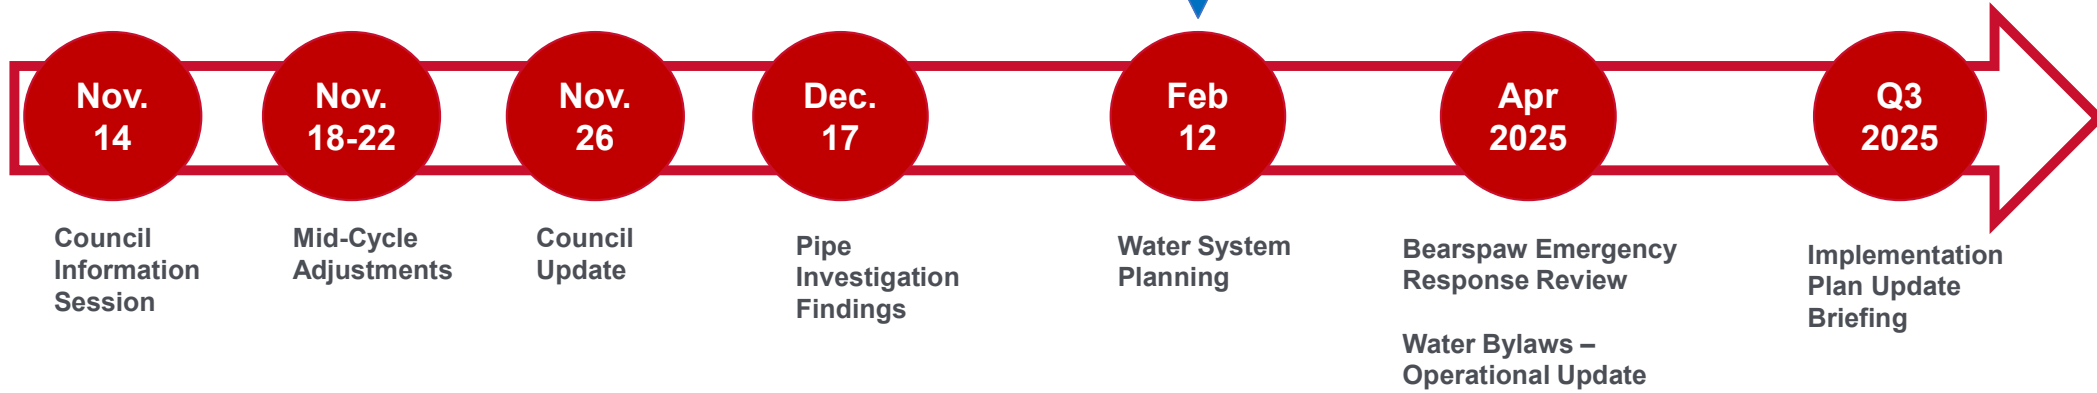 Nov.
14
Nov.
18-22
Nov.
26
Dec.
17
Feb
12
Apr
2025
Q3
2025
Council
Information
Session
Mid-Cycle
Adjustments
Council
Update
Pipe
Investigation
Findings
Water System
Planning
Bearspaw Emergency
Response Review
Water Bylaws –
Operational Update
Implementation
Plan Update
Briefing